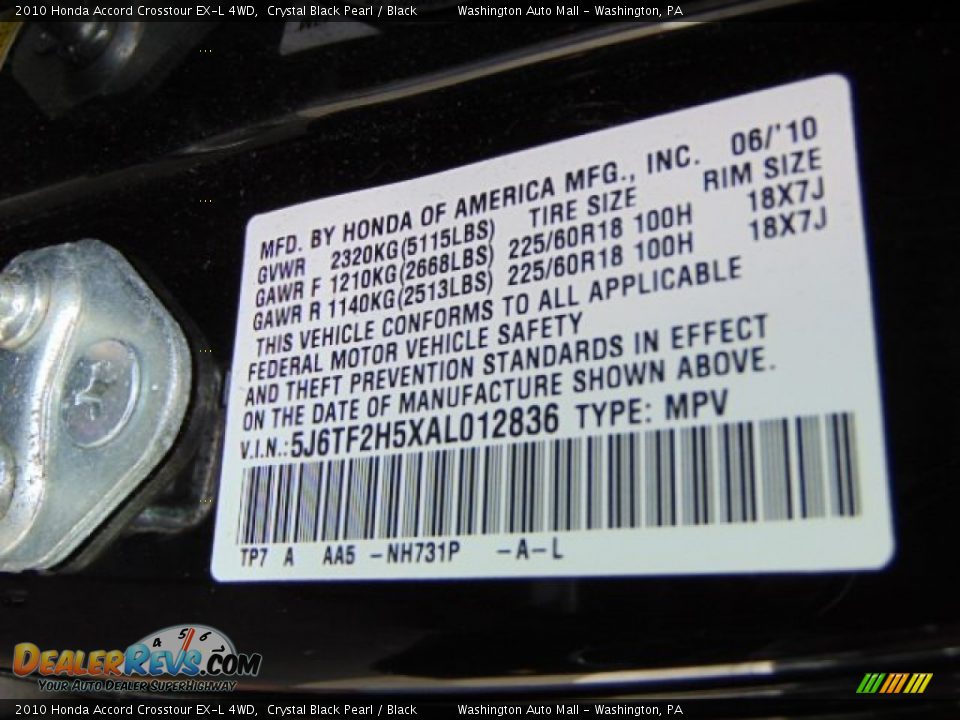 2010 Honda Accord Crosstour EX-L 4WD, Crystal Black Pearl / Black Washington Auto Mall - Washington, PA
MFD. BY HONDA OF AMERICA MFG., INC. 06/'10
GVWR 2320KG(5115LBS) TIRE SIZE RIM SIZE
GAWR F 1210KG(2668LBS) 225/60R18 100H 18X7J
GAWR R 1140KG(2513LBS) 225/60R18 100H 18X7J
THIS VEHICLE CONFORMS TO ALL APPLICABLE
FEDERAL MOTOR VEHICLE SAFETY
AND THEFT PREVENTION STANDARDS IN EFFECT
ON THE DATE OF MANUFACTURE SHOWN ABOVE.
V.I.N.:5J6TF2H5XAL012836 TYPE: MPV
TP7 A AA5 -NH731P -A-L
4 5 6
DEALERREVS.COM
YOUR AUTO DEALER SUPERHIGHWAY
2010 Honda Accord Crosstour EX-L 4WD, Crystal Black Pearl / Black Washington Auto Mall - Washington, PA